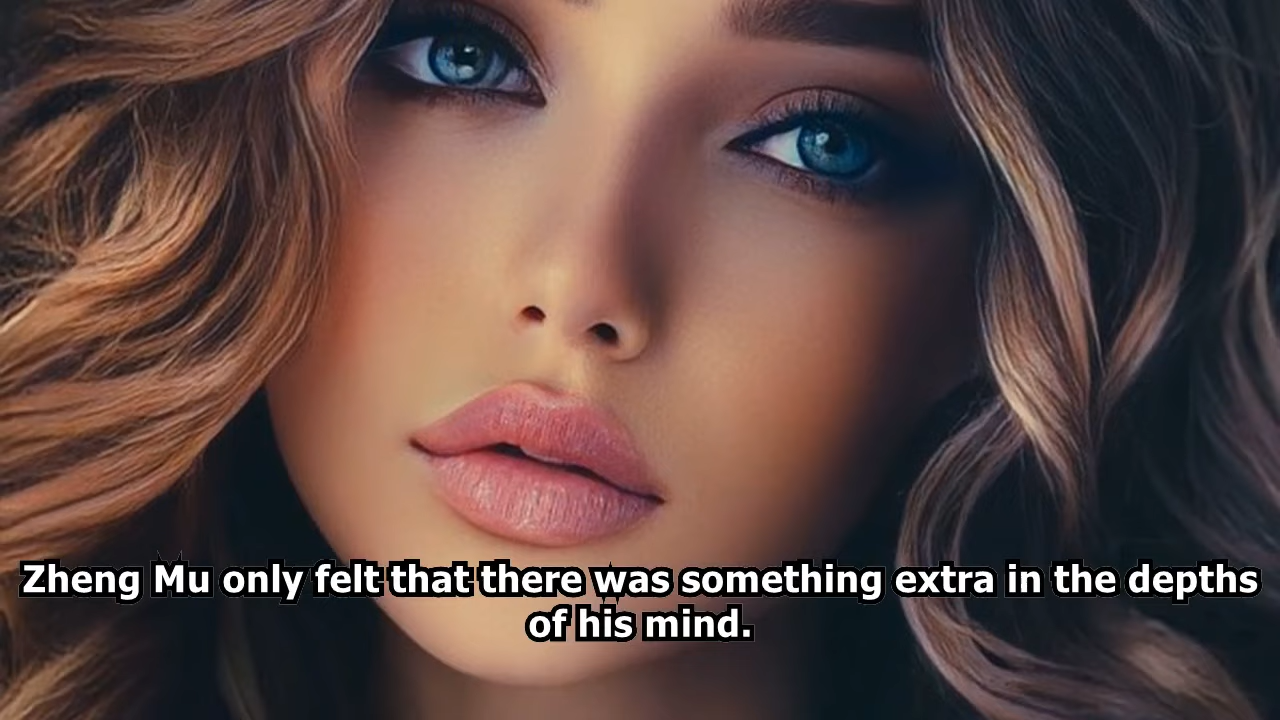 Zheng Mu only felt that there was something extra in the depths
of his mind.